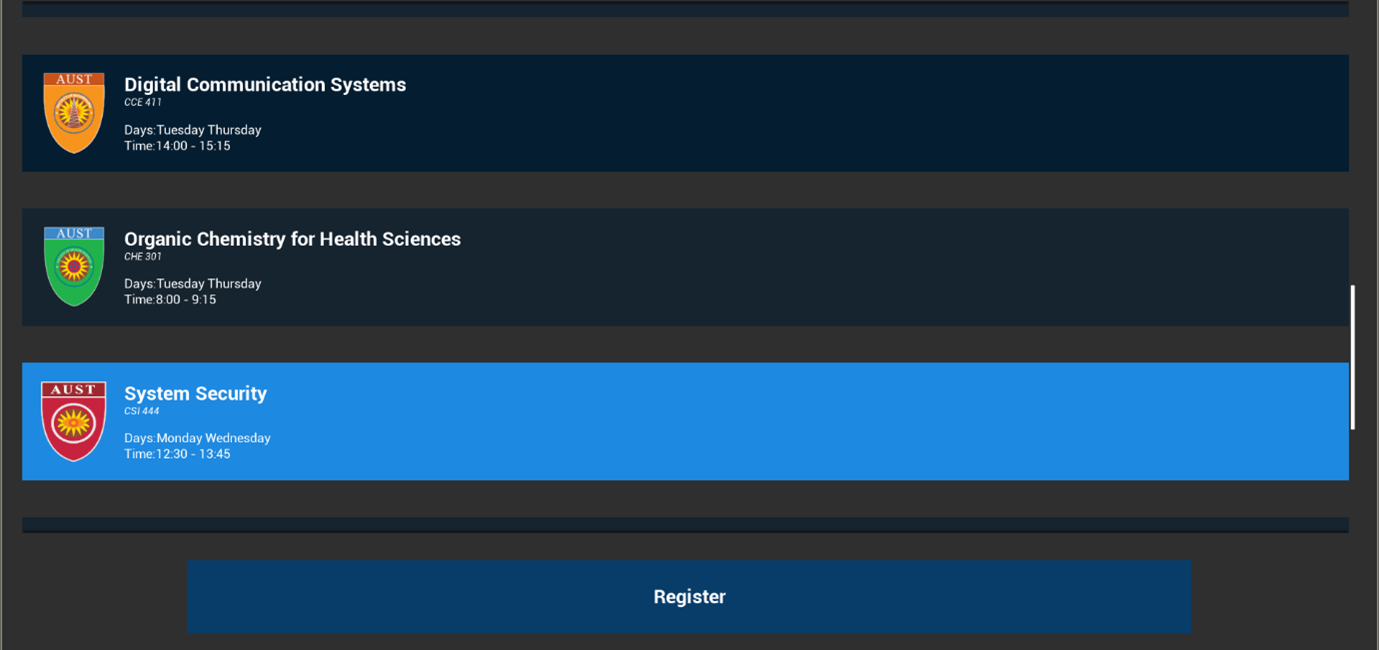 AUST
Digital Communication Systems
CCE 411
Days:Tuesday Thursday
Time:14:00 - 15:15
AUST
Organic Chemistry for Health Sciences
CHE 301
Days:Tuesday Thursday
Time:8:00 - 9:15
AUST
System Security
CSI 444
Days:Monday Wednesday
Time:12:30 - 13:45
Register